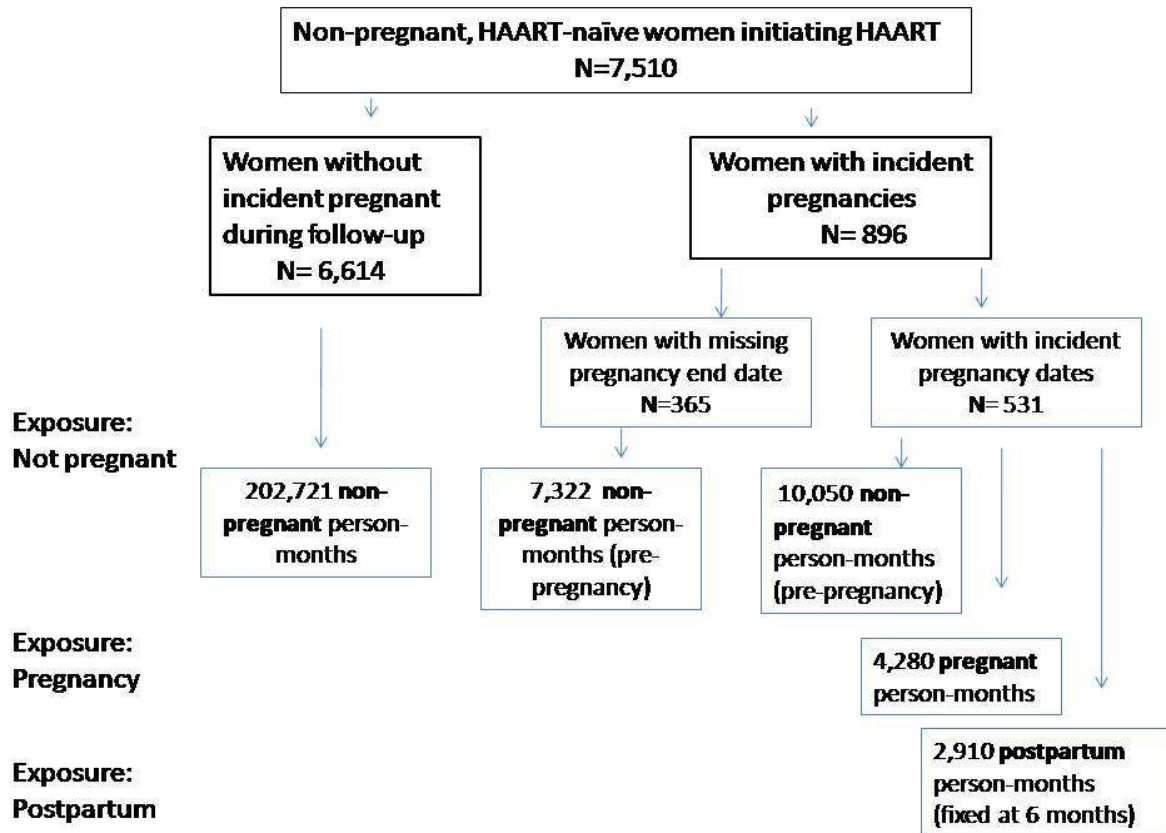 Non-pregnant, HAART-naïve women initiating HAART
N=7,510
Women without
incident pregnant
during follow-up
N= 6,614
Women with incident
pregnancies
N= 896
Women with missing
pregnancy end date
N=365
Women with incident
pregnancy dates
N= 531
Exposure:
Not pregnant
202,721 non-
pregnant person-
months
7,322 non-
pregnant person-
months (pre-
pregnancy)
10,050 non-
pregnant
person-months
(pre-pregnancy)
Exposure:
Pregnancy
4,280 pregnant
person-months
Exposure:
Postpartum
2,910 postpartum
person-months
(fixed at 6 months)